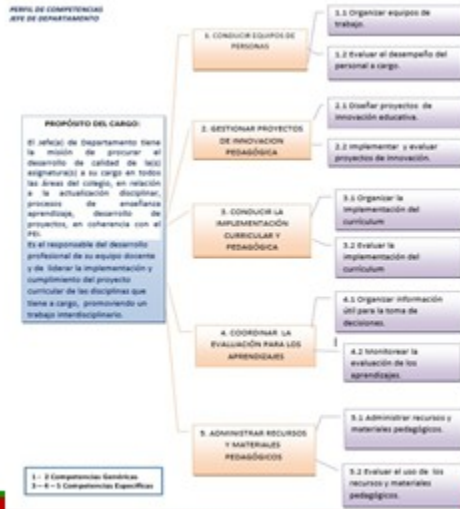 PERFIL DE COMPETENCIAS
JEFE DE DEPARTAMENTO
PROPÓSITO DEL CARGO:
El Jefe(a) de Departamento tiene
la misión de procurar el
desarrollo de calidad de la(s)
asignatura(s) a su cargo en todos
las áreas del colegio, en relación
a la actualización disciplinar,
procesos de enseñanza
aprendizaje, desarrollo de
proyectos, en coherencia con el
PEI.
Es el responsable del desarrollo
profesional de su equipo docente
y de liderar la implementación y
cumplimiento del proyecto
curricular de las disciplinas que
tiene a cargo, promoviendo un
trabajo interdisciplinario.
1. CONDUCIR EQUIPOS DE
PERSONAS
1.1 Organizar equipos de
trabajo.
1.2 Evaluar el desempeño del
personal a cargo.
2. GESTIONAR PROYECTOS
DE INNOVACION
PEDAGÓGICA
2.1 Diseñar proyectos de
innovación educativa.
2.2 Implementar y evaluar
proyectos de innovación.
3. CONDUCIR LA
IMPLEMENTACIÓN
CURRICULAR Y
PEDAGÓGICA
3.1 Organizar la
implementación del
curriculum
3.2 Evaluar la
implementación del
curriculum
4. COORDINAR LA
EVALUACIÓN PARA LOS
APRENDIZAJES
4.1 Organizar información
útil para la toma de
decisiones.
4.2 Monitorear la
evaluación de los
aprendizajes.
5. ADMINISTRAR RECURSOS
Y MATERIALES
PEDAGÓGICOS
5.1 Administrar recursos y
materiales pedagógicos.
5.2 Evaluar el uso de los
recursos y materiales
pedagógicos.
1 - 2 Competencias Genéricas
3 - 4 - 5 Competencias Específicas